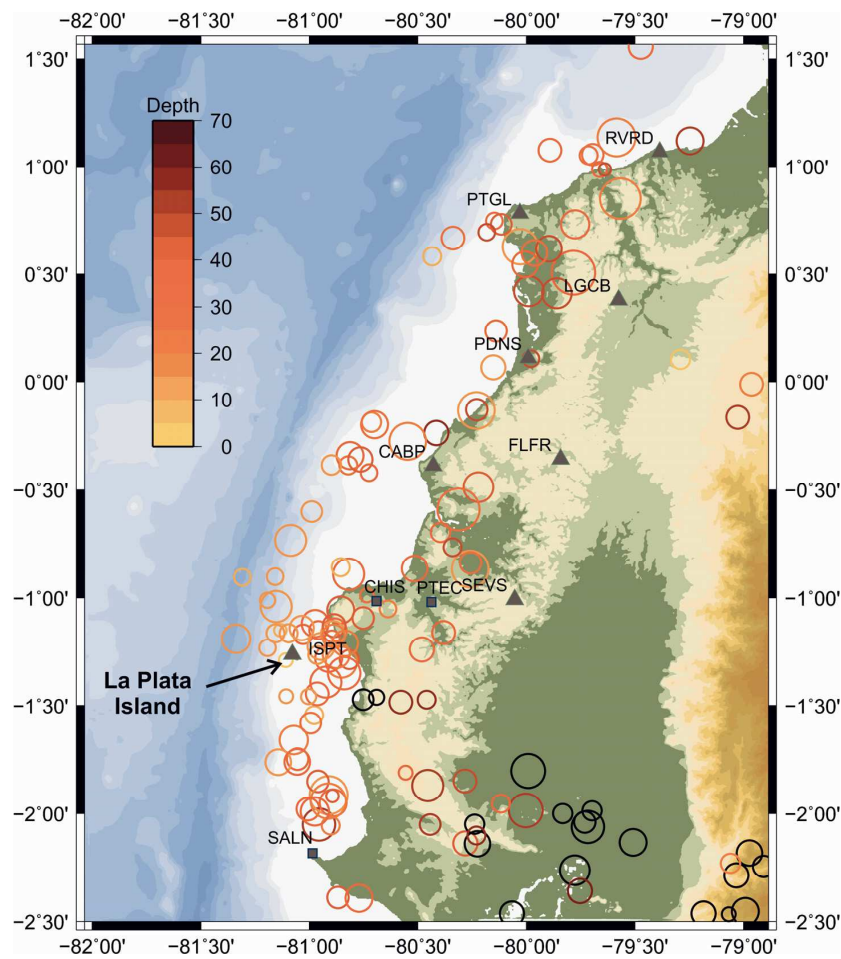 −82°00' −81°30' −81°00' −80°30' −80°00' −79°30' −79°00'
1°30' 1°30'
Depth
70
RVRD
60
1°00' 1°00'
50
PTGL
40
0°30' 0°30'
30
LGCB
20
PDNS
10
0°00' 0°00'
0
CABP FLFR
−0°30' −0°30'
−1°00' CHIS PTEC SEVS −1°00'
ISPT
La Plata
Island
−1°30' −1°30'
−2°00' −2°00'
SALN
−2°30' −2°30'
−82°00' −81°30' −81°00' −80°30' −80°00' −79°30' −79°00'